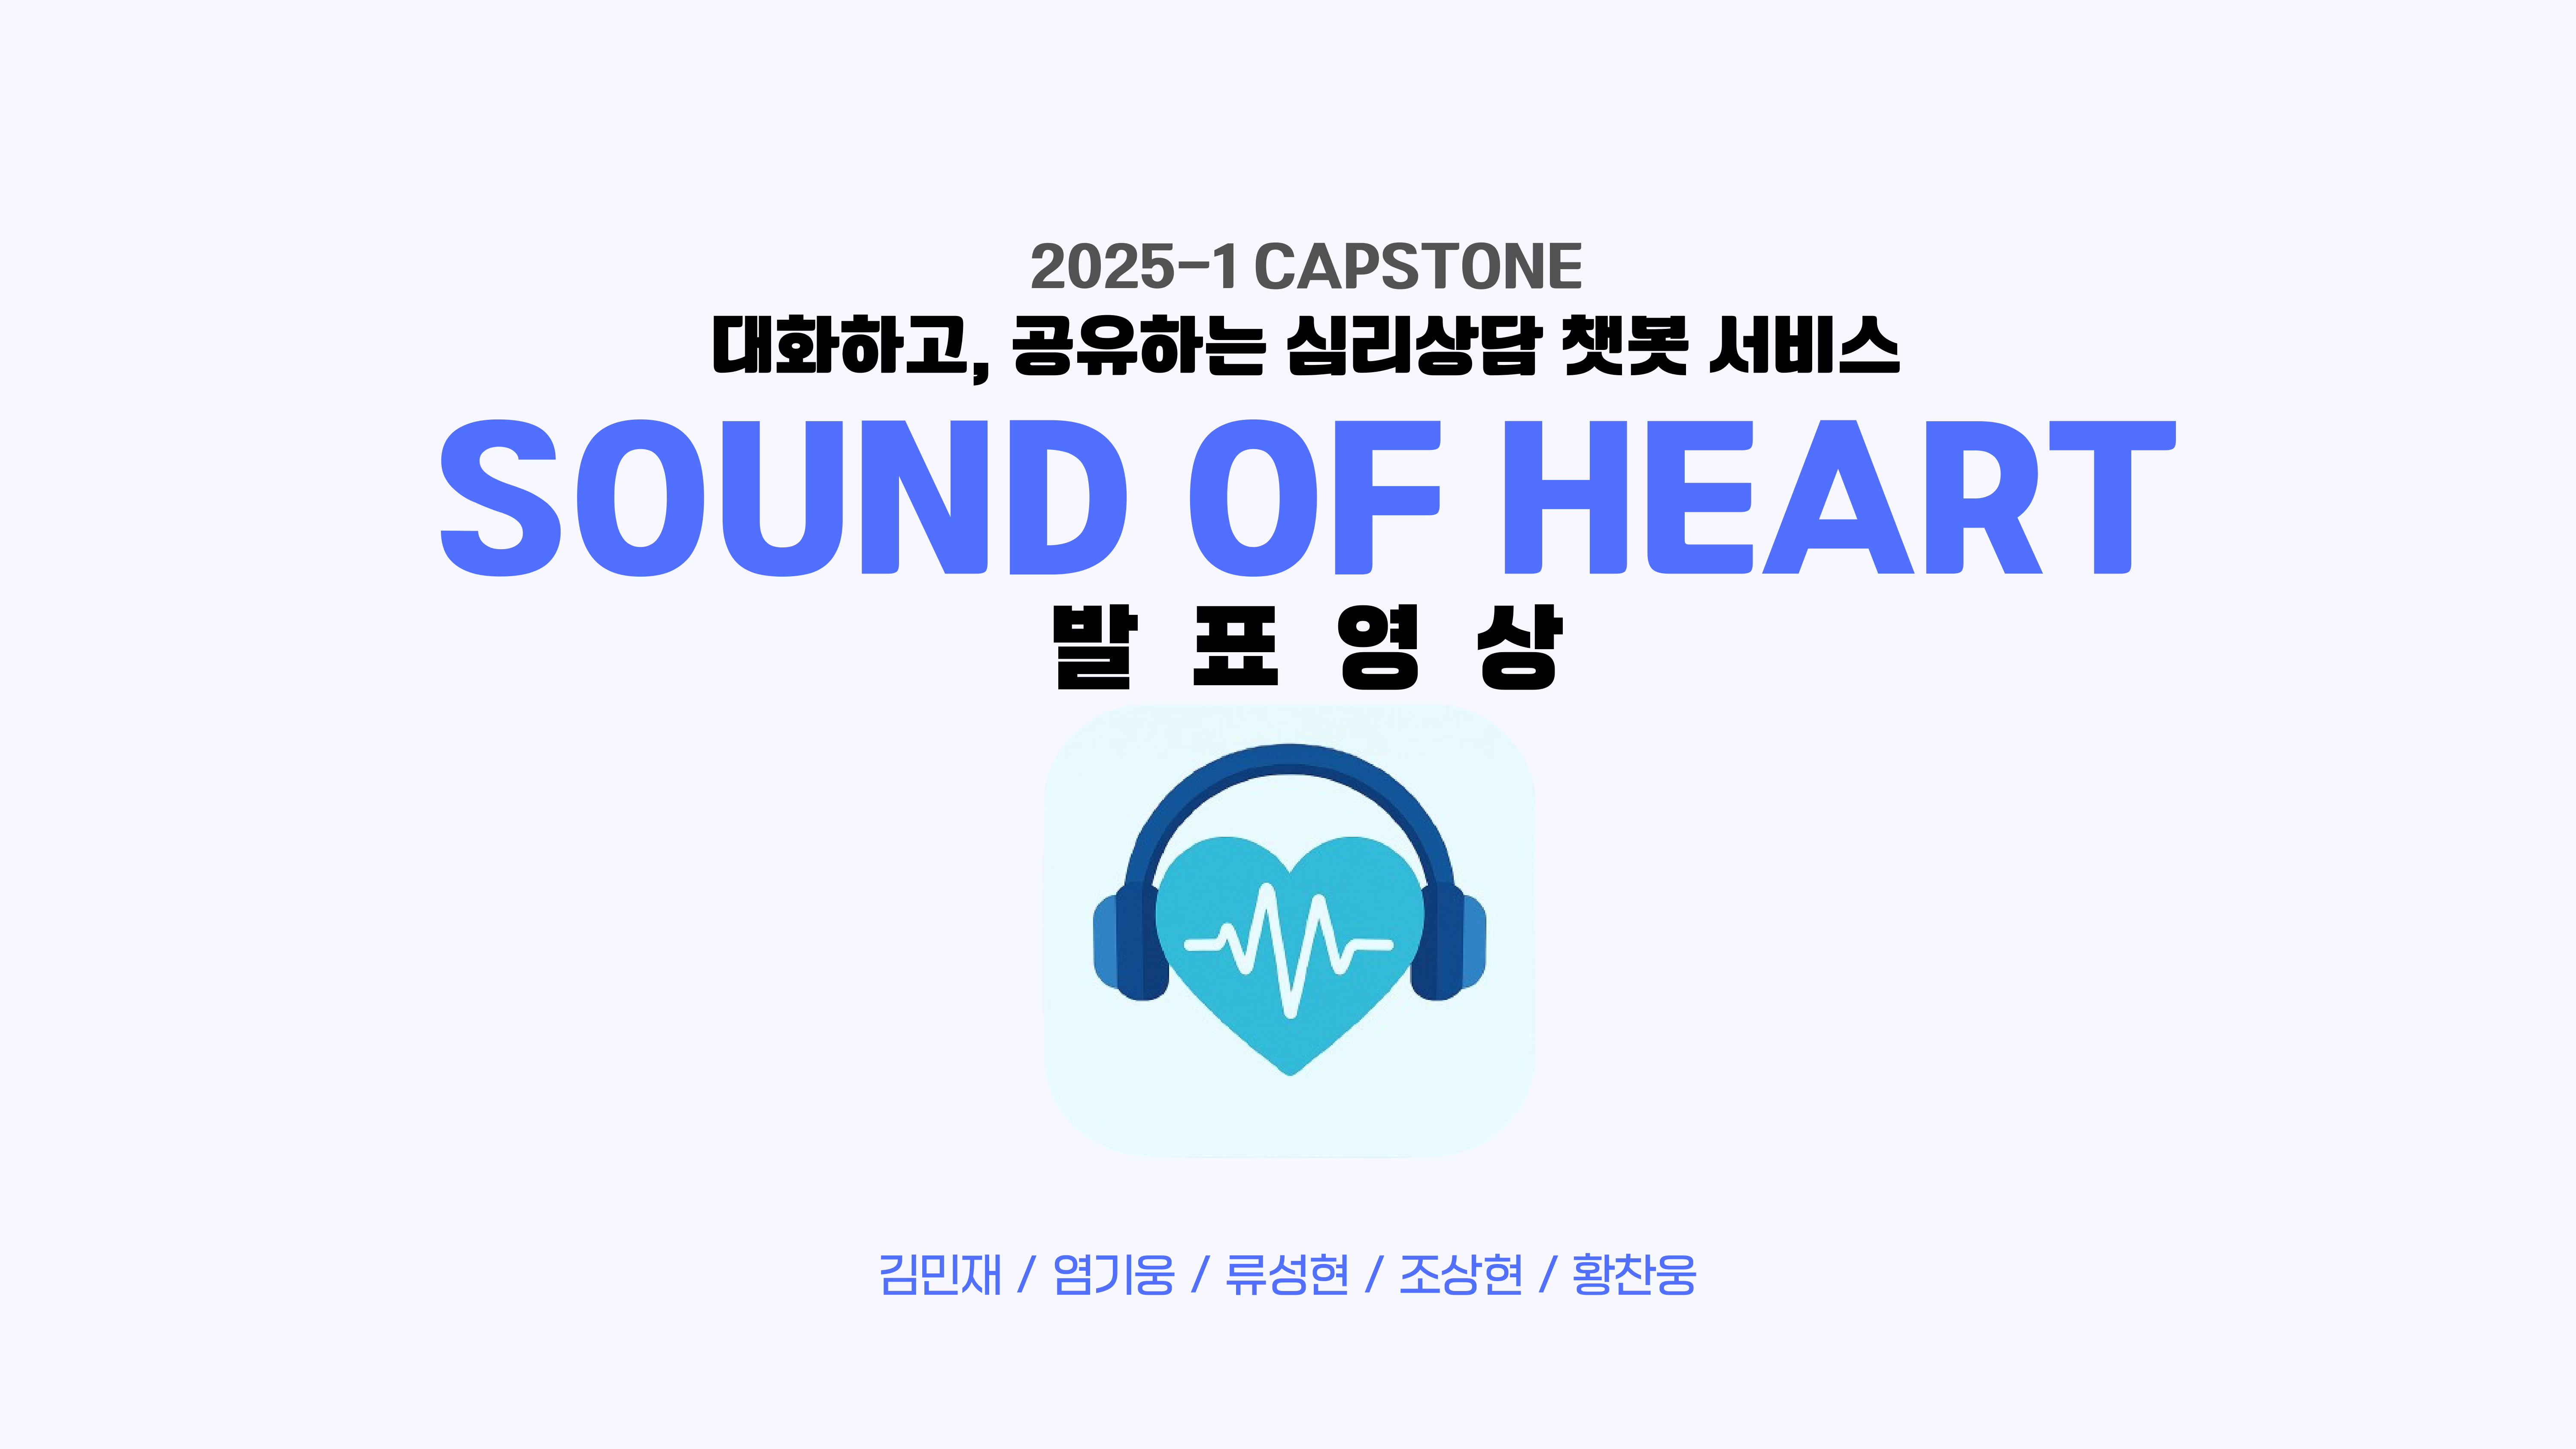 2025-1 CAPSTONE
대화하고, 공유하는 심리상담 챗봇 서비스
SOUND OF HEART
발표영상
김민재 / 염기웅 / 류성현 / 조상현 / 황찬웅